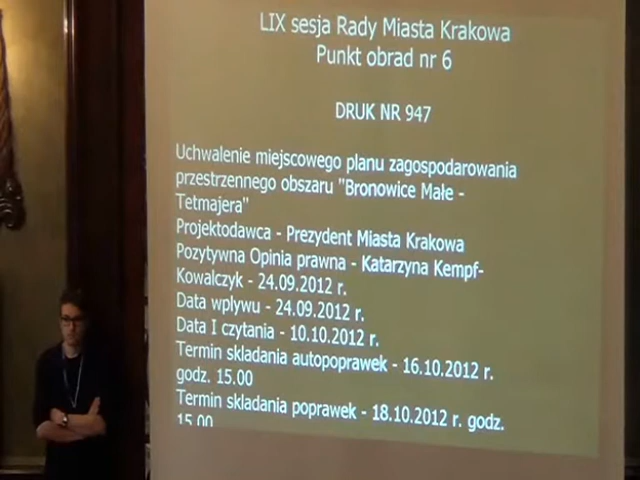 LIX sesja Rady Miasta Krakowa
Punkt obrad nr 6
DRUK NR 947
Uchwalenie miejscowego planu zagospodarowania
przestrzennego obszaru "Bronowice Małe -
Tetmajera"
Projektodawca - Prezydent Miasta Krakowa
Pozytywna Opinia prawna - Katarzyna Kempf-
Kowalczyk - 24.09.2012 r.
Data wpływu - 24.09.2012 r.
Data I czytania - 10.10.2012 r.
Termin składania autopoprawek - 16.10.2012 r.
godz. 15.00
Termin składania poprawek - 18.10.2012 r. godz.
15.00